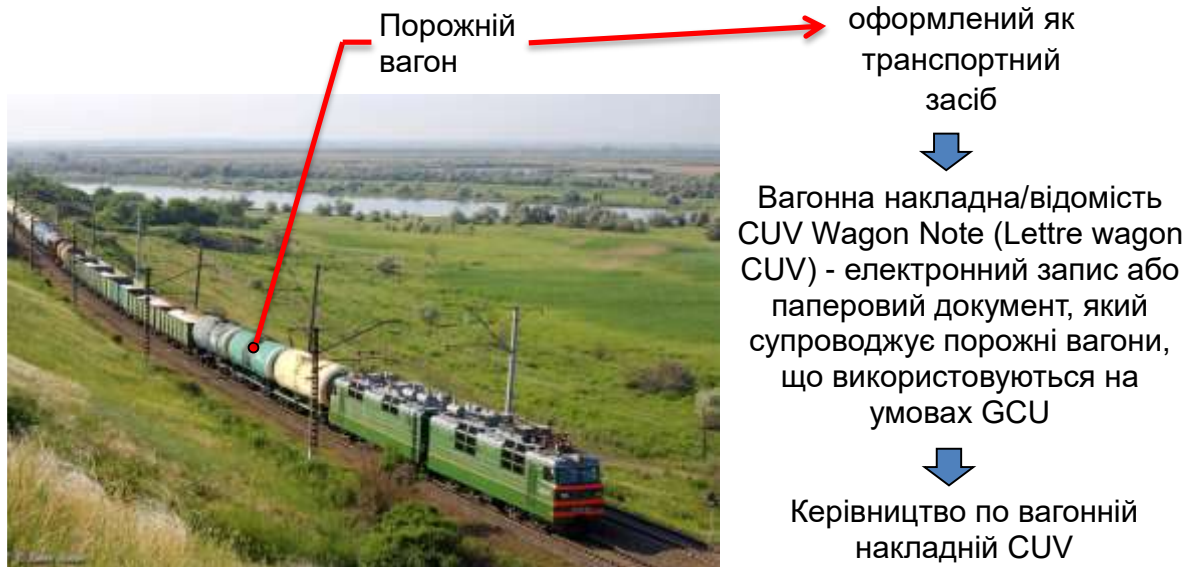 Порожній
вагон
оформлений як
транспортний
засіб
Вагонна накладна/відомість
CUV Wagon Note (Lettre wagon
CUV) - електронний запис або
паперовий документ, який
супроводжує порожні вагони,
що використовуються на
умовах GCU
Керівництво по вагонній
накладній CUV